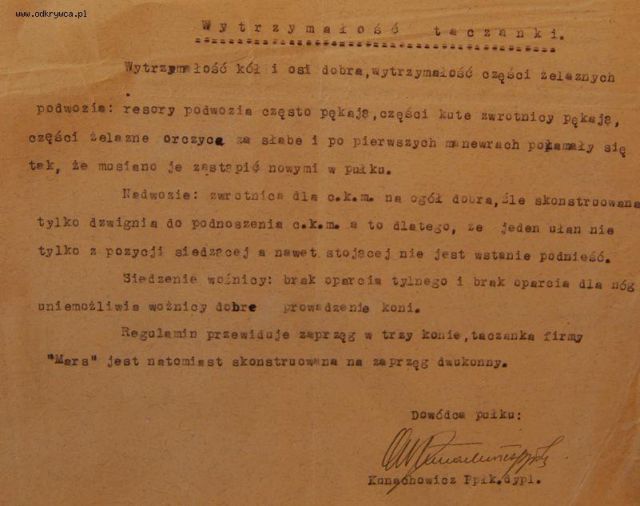 www.odkrywca.pl
Wytrzymałość taczanki.
Wytrzymałość kół i osi dobra,wytrzymałość części żelaznych
podwozia: resory podwozia często pękają,części kute zwrotnicy pękają,
części żelazne orczyca za słabe i po pierwszych manewrach połamały się
tak, że musiano je zastąpić nowymi w pułku.
Nadwozie: zwrotnica dla c.k.m. na ogół dobra,źle skonstruowana
tylko dzwignia do podnoszenia c.k.m. a to dlatego, że jeden ułan nie
tylko z pozycji siedzącej a nawet stojącej nie jest wstanie podnieść.
Siedzenie woźnicy: brak oparcia tylnego i brak oparcia dla nóg
uniemożliwia woźnicy dobre prowadzenie koni.
Regulamin przewiduje zaprzęg w trzy konie,taczanka firmy
"Mars" jest natomiast skonstruowana na zaprzęg dwukonny.
Dowódca pułku:
Kunachowicz Ppłk.dypl.